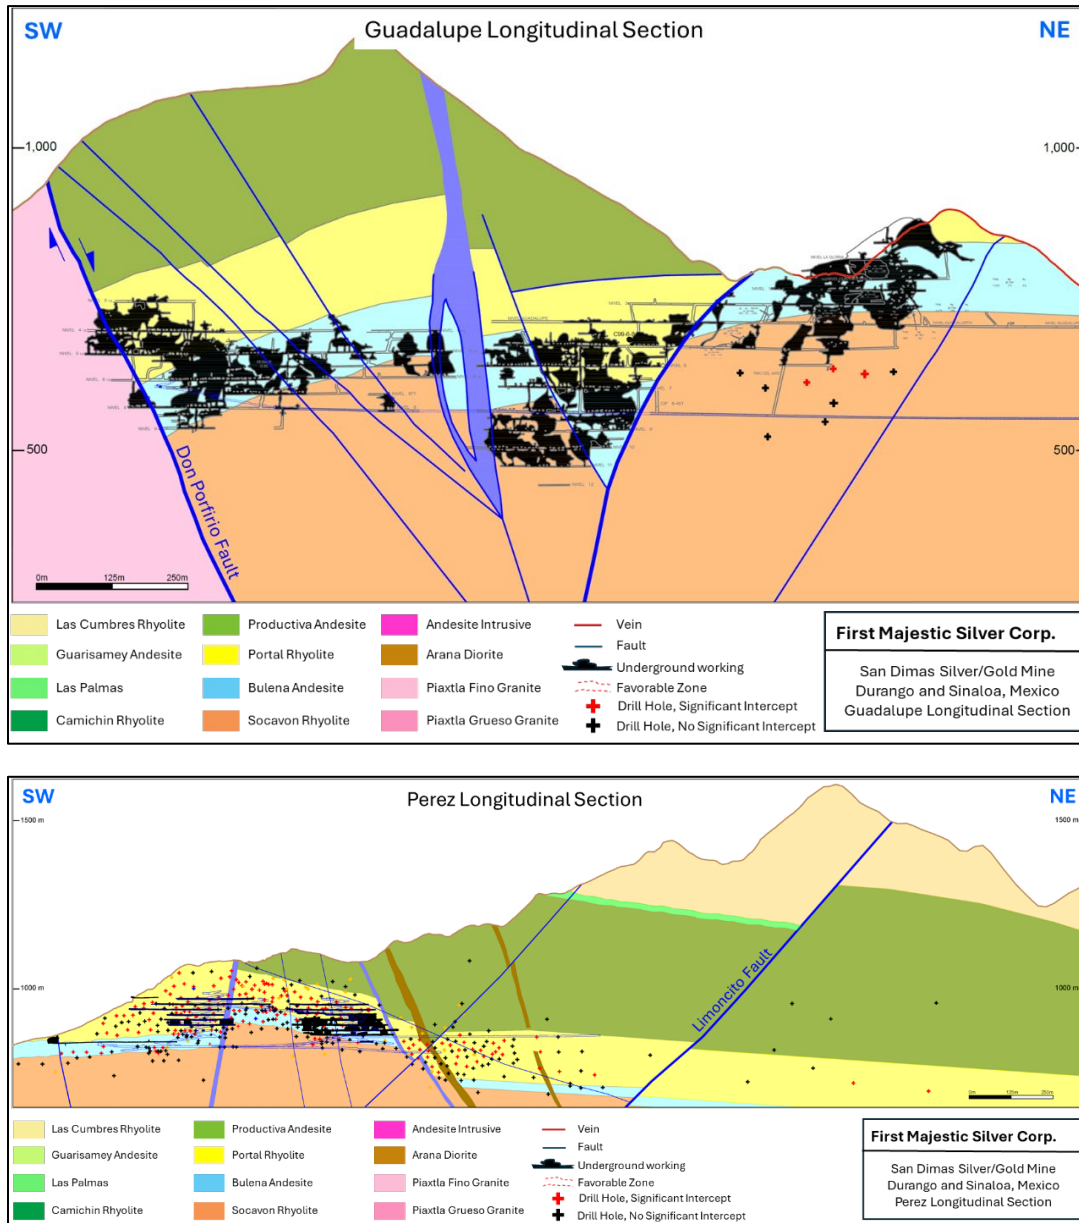 SW
Guadalupe Longitudinal Section
NE
1,000
1,000
500
500
Don Porfirio Fault
0m 125m 250m
Las Cumbres Rhyolite
Productiva Andesite
Andesite Intrusive
Vein
Guarisamey Andesite
Portal Rhyolite
Arana Diorite
Fault
Underground working
Las Palmas
Bulena Andesite
Piaxtla Fino Granite
Favorable Zone
Drill Hole, Significant Intercept
Camichin Rhyolite
Socavon Rhyolite
Piaxtla Grueso Granite
Drill Hole, No Significant Intercept
First Majestic Silver Corp.
San Dimas Silver/Gold Mine
Durango and Sinaloa, Mexico
Guadalupe Longitudinal Section
SW
Perez Longitudinal Section
NE
1500 m
1500 m
1000 m
1000 m
Limoncito Fault
0m 125m 250m
Las Cumbres Rhyolite
Productiva Andesite
Andesite Intrusive
Vein
Guarisamey Andesite
Portal Rhyolite
Arana Diorite
Fault
Underground working
Las Palmas
Bulena Andesite
Piaxtla Fino Granite
Favorable Zone
Drill Hole, Significant Intercept
Camichin Rhyolite
Socavon Rhyolite
Piaxtla Grueso Granite
Drill Hole, No Significant Intercept
First Majestic Silver Corp.
San Dimas Silver/Gold Mine
Durango and Sinaloa, Mexico
Perez Longitudinal Section